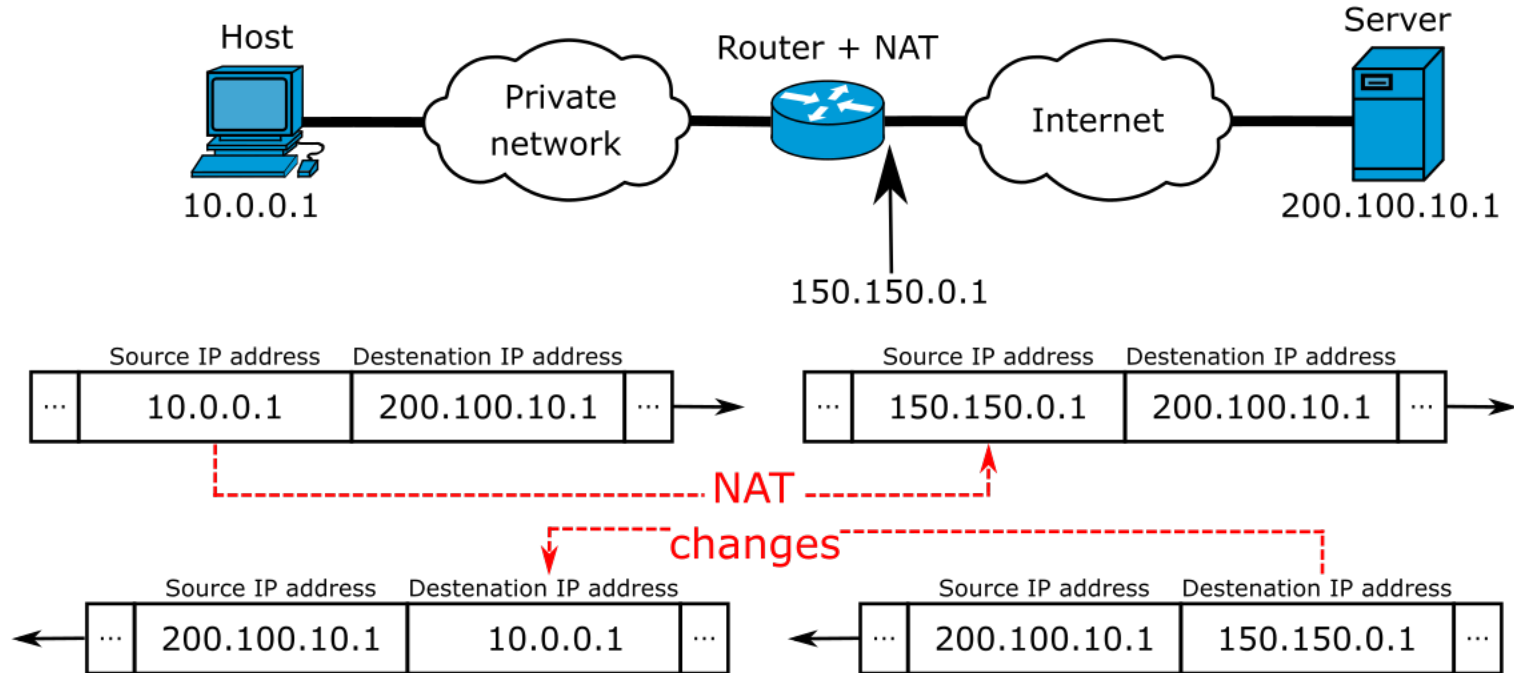 Host
Router + NAT
Server
Private
network
Internet
10.0.0.1
200.100.10.1
150.150.0.1
Source IP address Destenation IP address
Source IP address Destenation IP address
... 10.0.0.1 200.100.10.1 ...
... 150.150.0.1 200.100.10.1 ...
NAT
changes
Source IP address Destenation IP address
Source IP address Destenation IP address
... 200.100.10.1 10.0.0.1 ...
... 200.100.10.1 150.150.0.1 ...